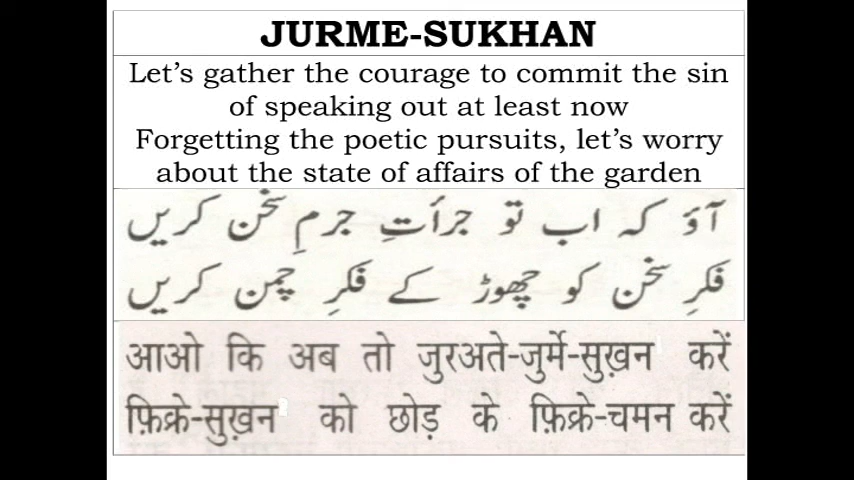 JURME-SUKHAN
Let's gather the courage to commit the sin
of speaking out at least now
Forgetting the poetic pursuits, let's worry
about the state of affairs of the garden
آؤ کہ اب تو جرأتِ جرمِ سخن کریں
فکرِ سخن کو چھوڑ کے فکرِ چمن کریں
आओ कि अब तो जुरअते-जुर्मे-सुख़न करें
फ़िक्रे-सुख़न को छोड़ के फ़िक्रे-चमन करें